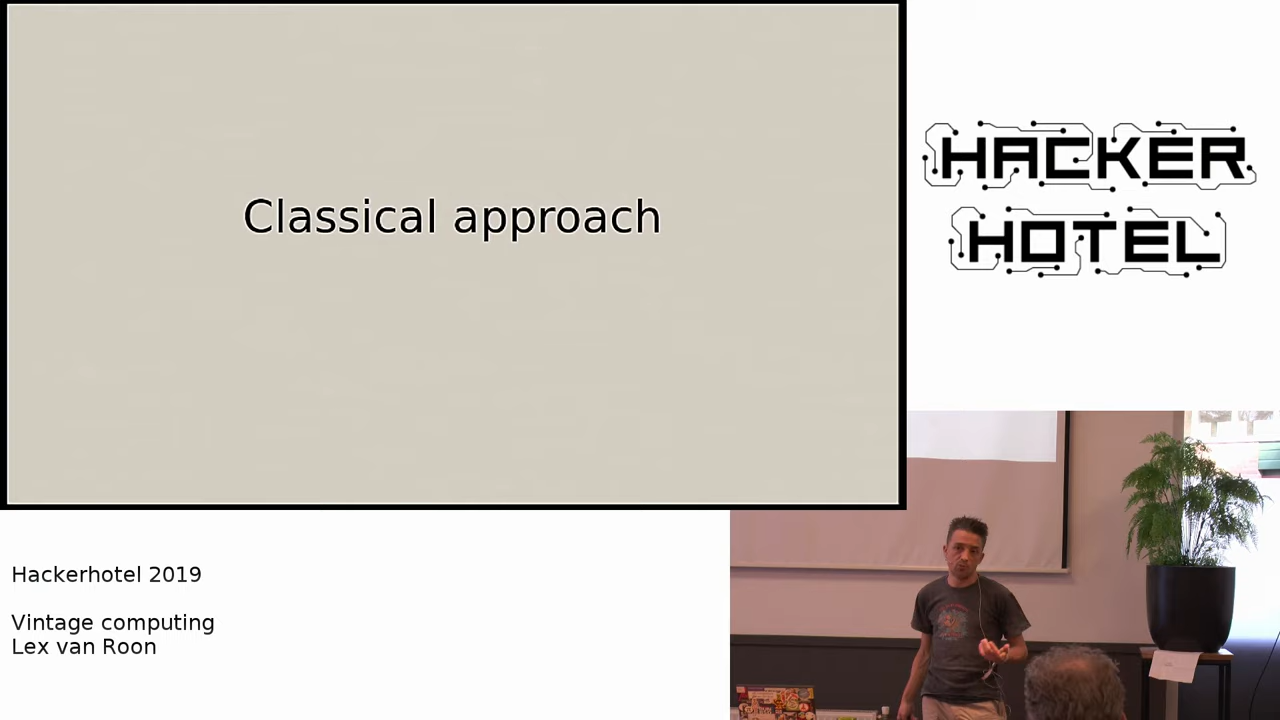 Classical approach
HACKER
HOTEL
Hackerhotel 2019
Vintage computing
Lex van Roon